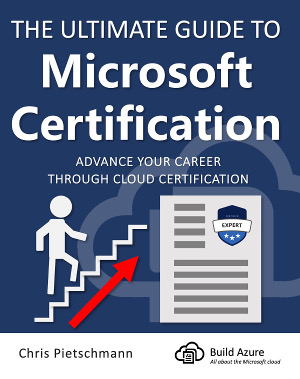 THE ULTIMATE GUIDE TO
Microsoft
Certification
ADVANCE YOUR CAREER
THROUGH CLOUD CERTIFICATION
EXPERT
Chris Pietschmann
Build Azure
All about the Microsoft cloud